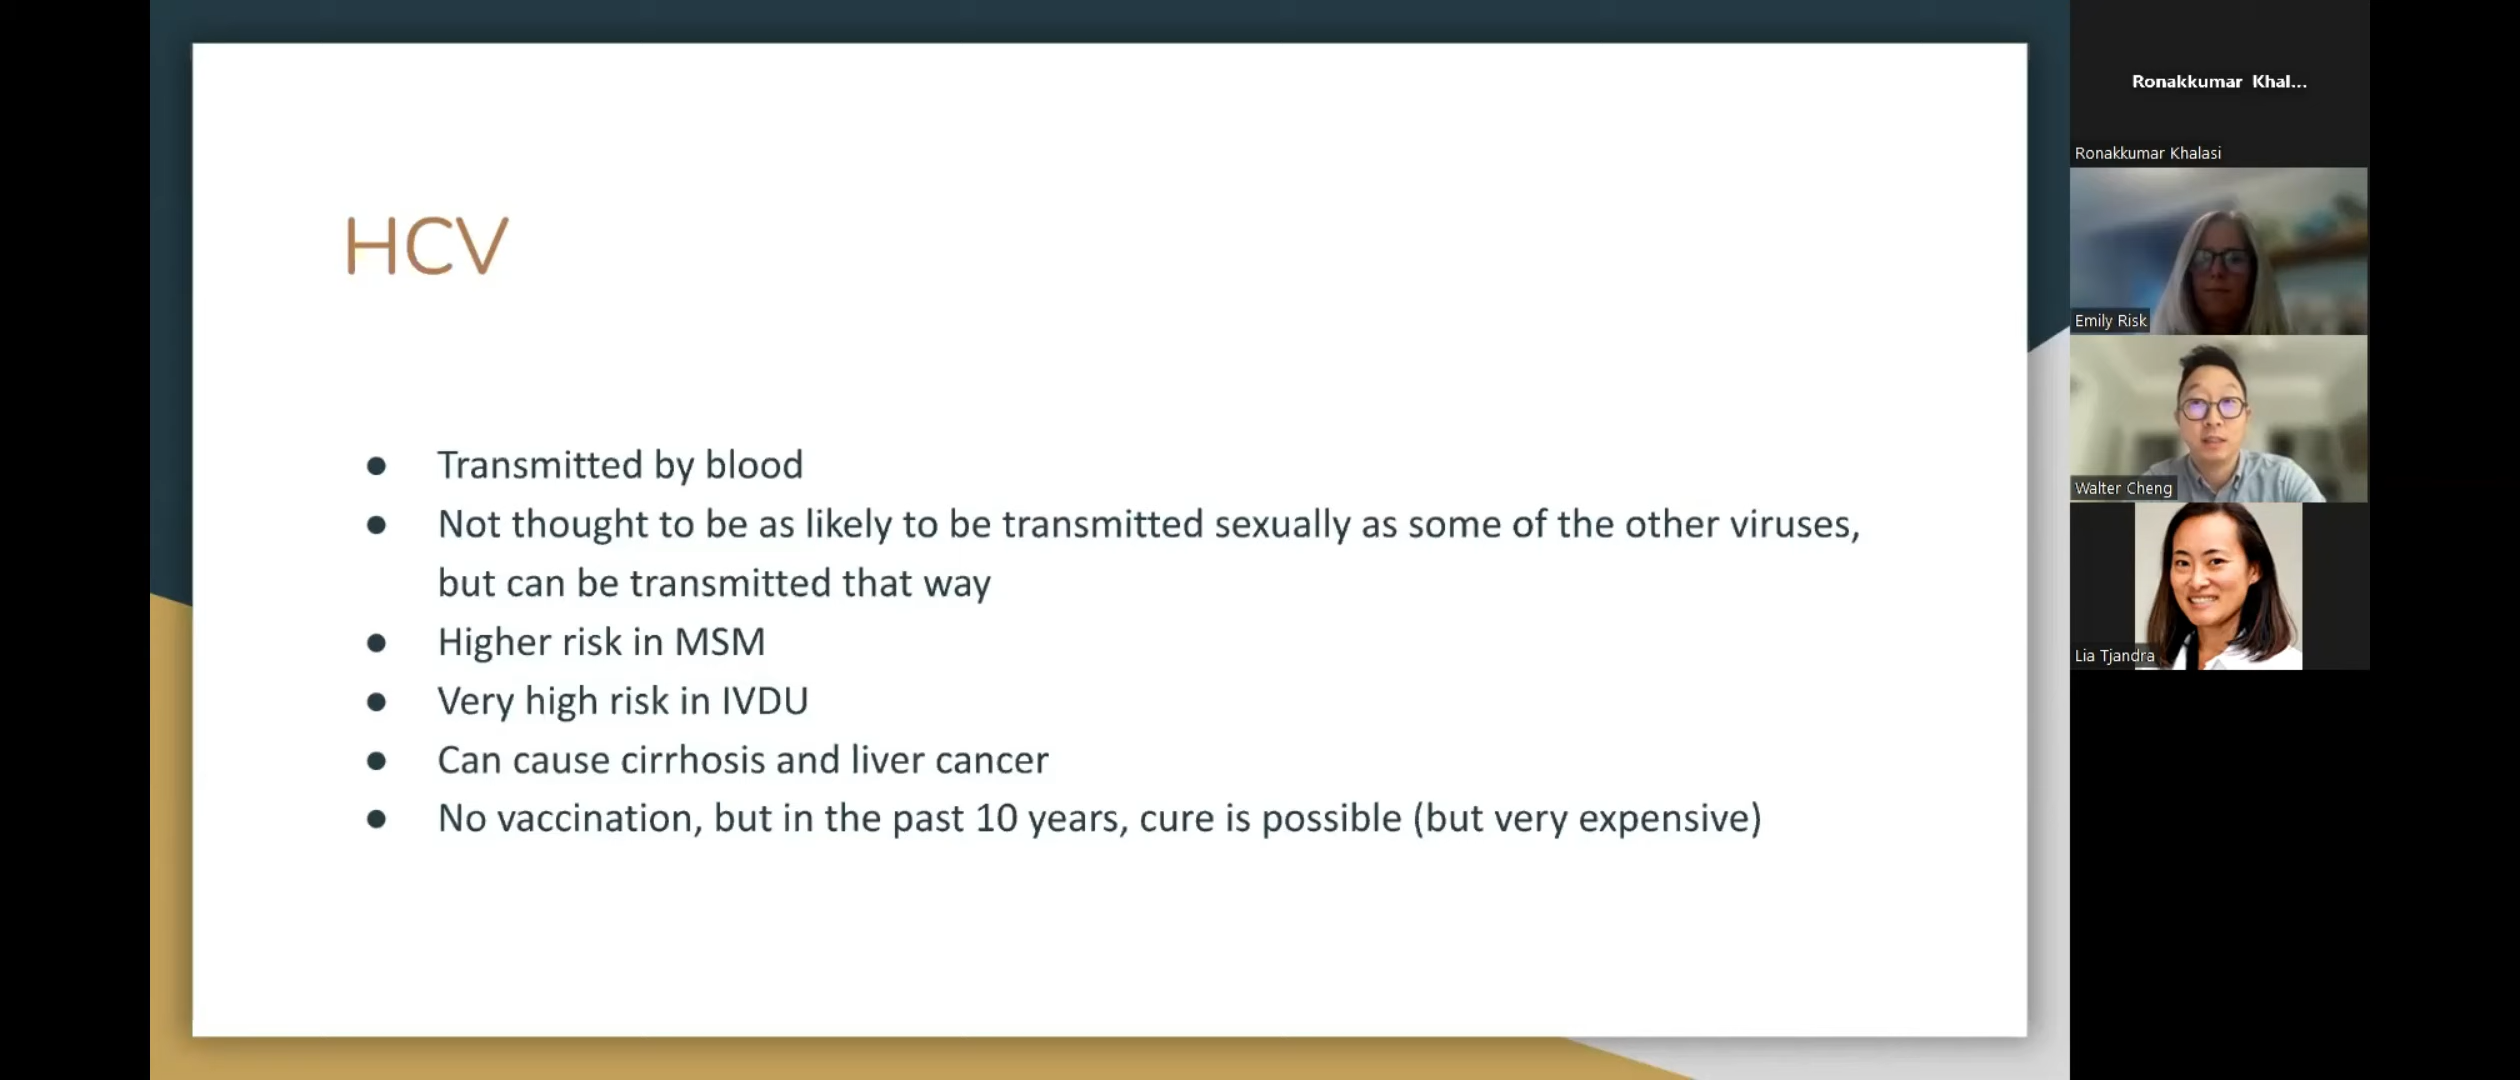 HCV
● Transmitted by blood
● Not thought to be as likely to be transmitted sexually as some of the other viruses,
but can be transmitted that way
● Higher risk in MSM
● Very high risk in IVDU
● Can cause cirrhosis and liver cancer
● No vaccination, but in the past 10 years, cure is possible (but very expensive)
Ronakkumar Khal...
Ronakkumar Khalasi
Emily Risk
Walter Cheng
Lia Tjandra